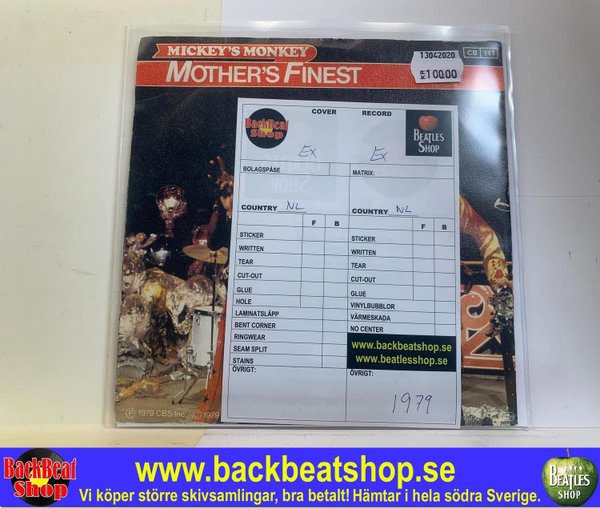 MICKEY'S MONKEY
MOTHER'S FINEST
CB 111
13042020
kr100.00
BackBeat
Shop
COVER
RECORD
BEATLES
SHOP
Ex
Ex
BOLAGSPÅSE
MATRIX:
COUNTRY NL
COUNTRY NL
F B
F B
STICKER
STICKER
WRITTEN
WRITTEN
TEAR
TEAR
CUT-OUT
CUT-OUT
GLUE
GLUE
HOLE
VINYLBUBBLOR
LAMINATSLÄPP
VÄRMESKADA
BENT CORNER
NO CENTER
RINGWEAR
SEAM SPLIT
STAINS
www.backbeatshop.se
www.beatlesshop.se
ÖVRIGT:
ÖVRIGT:
1979
℗ 1979 CBS Inc./© 1979
BackBeat
Shop
www.backbeatshop.se
Vi köper större skivsamlingar, bra betalt! Hämtar i hela södra Sverige.
BEATLES
SHOP